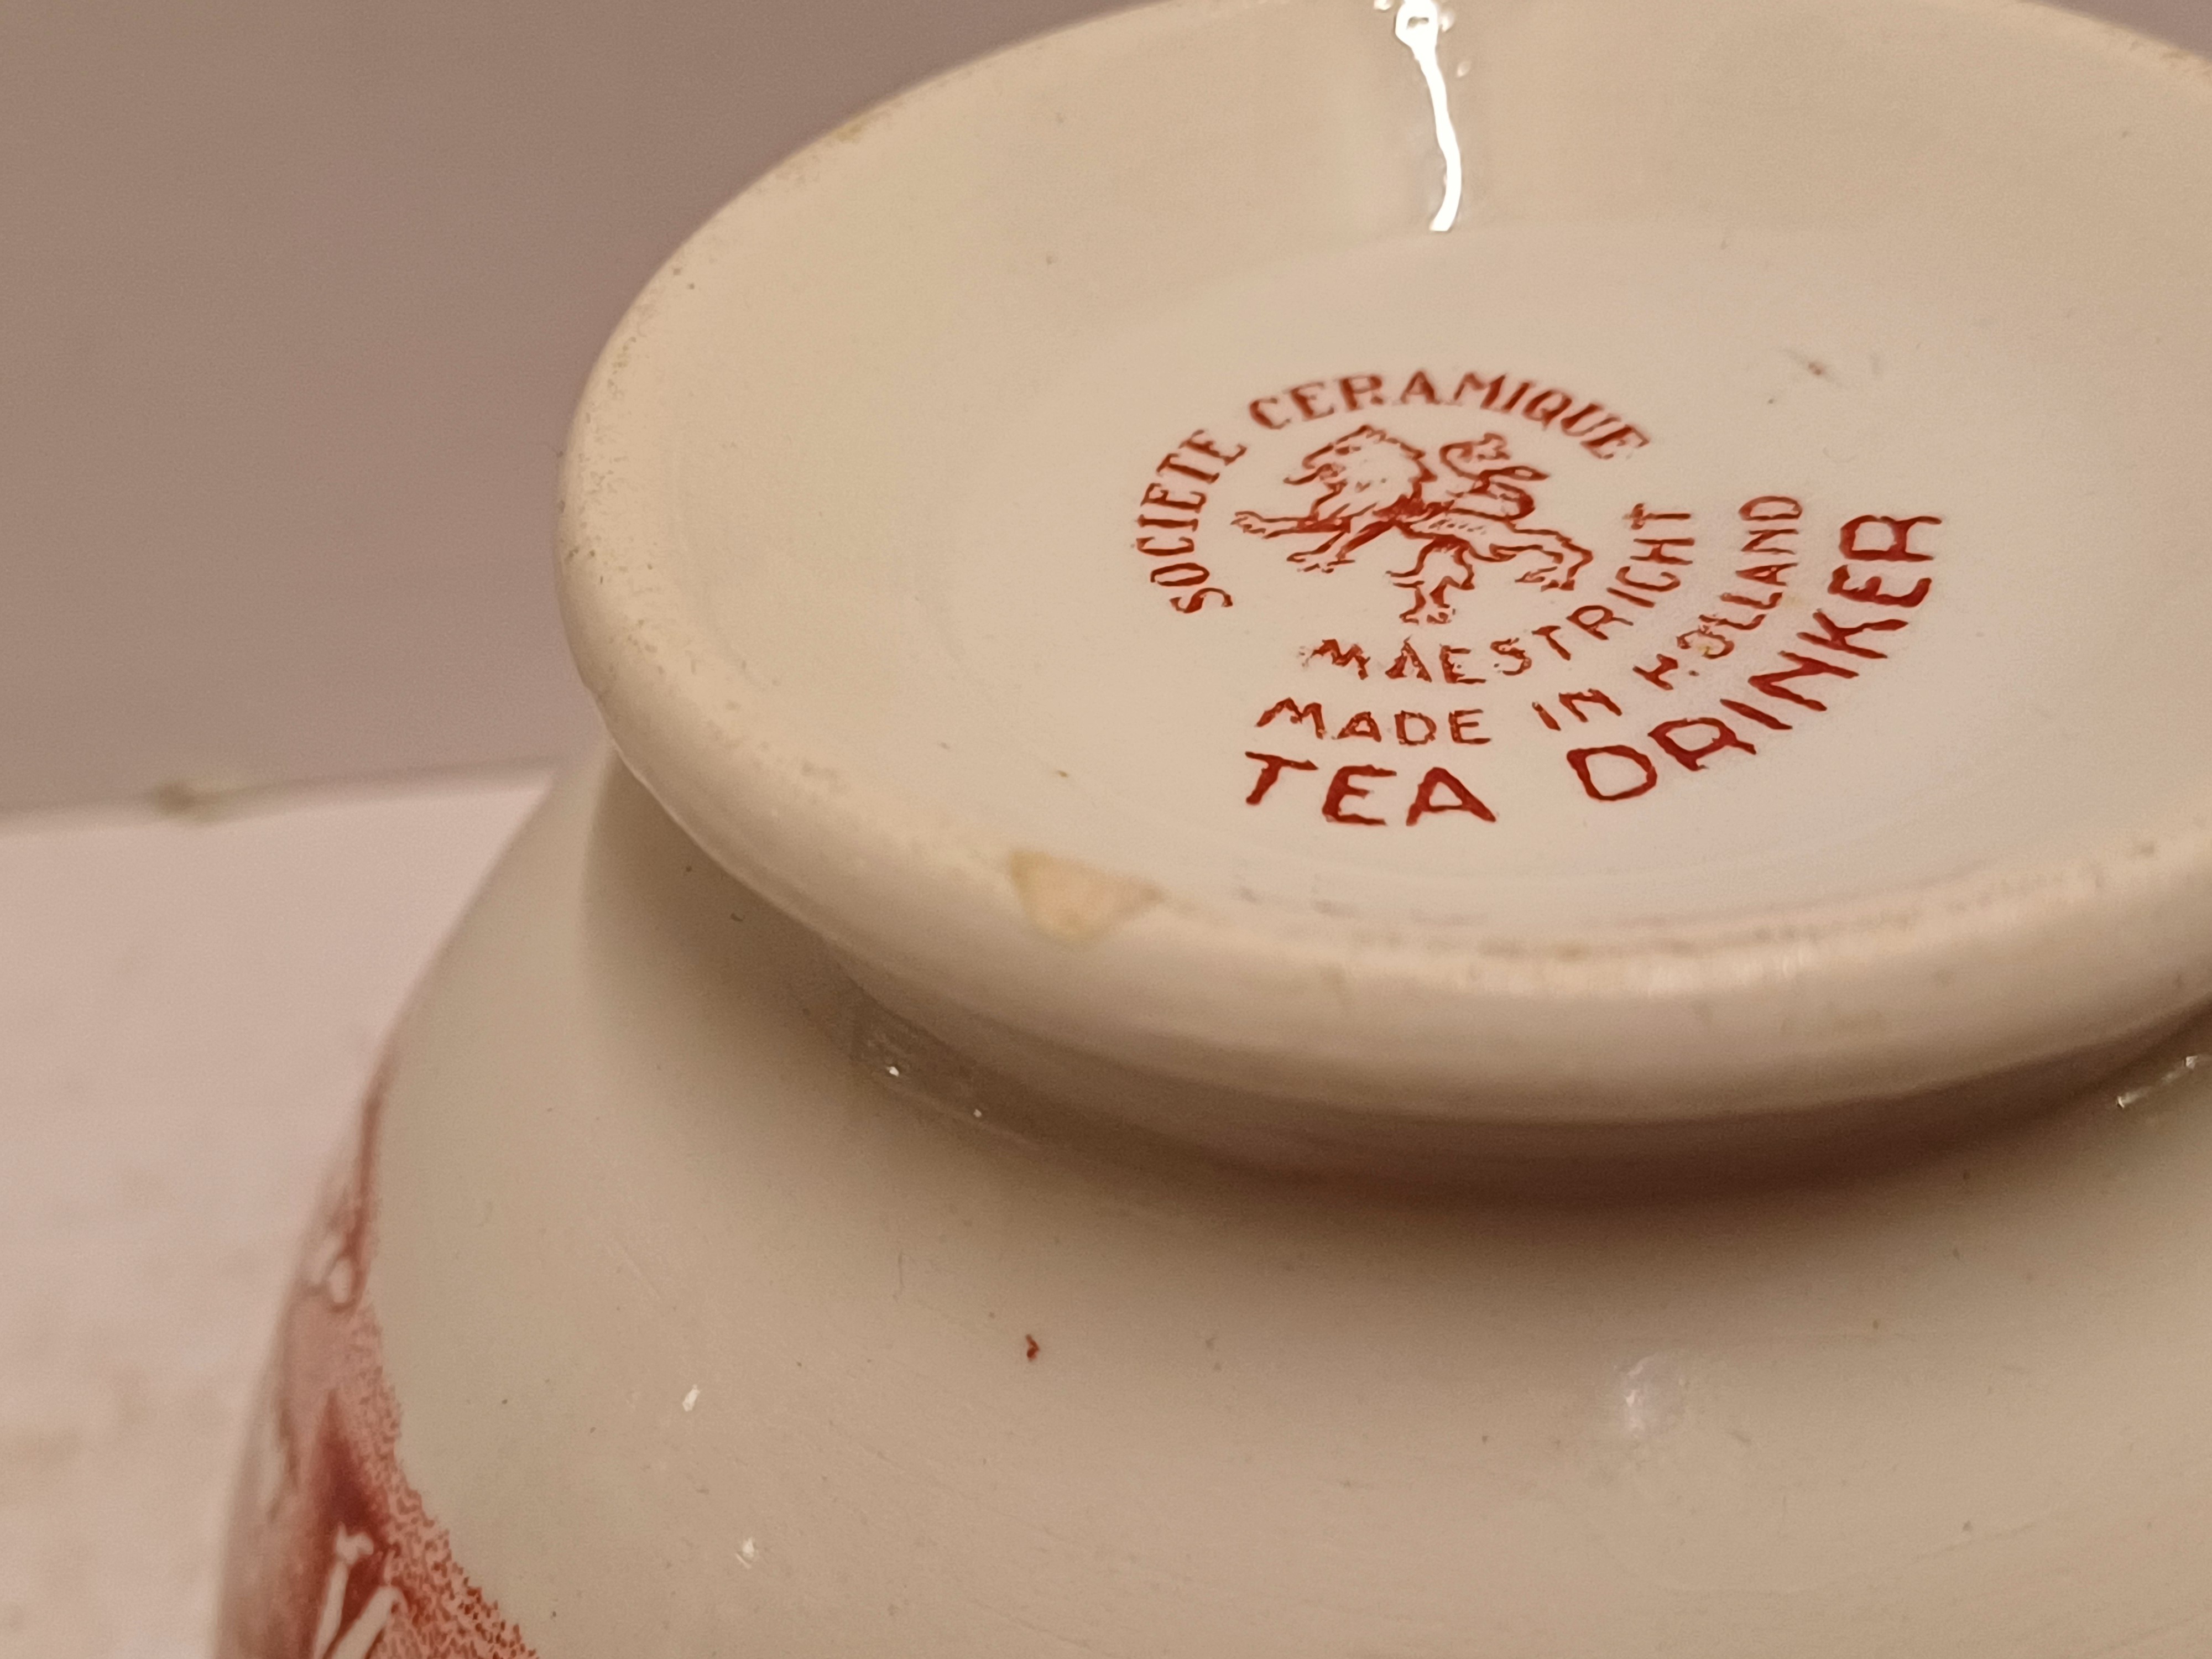 SOCIETE CERAMIQUE
MAESTRICHT
MADE IN HOLLAND
TEA DRINKER